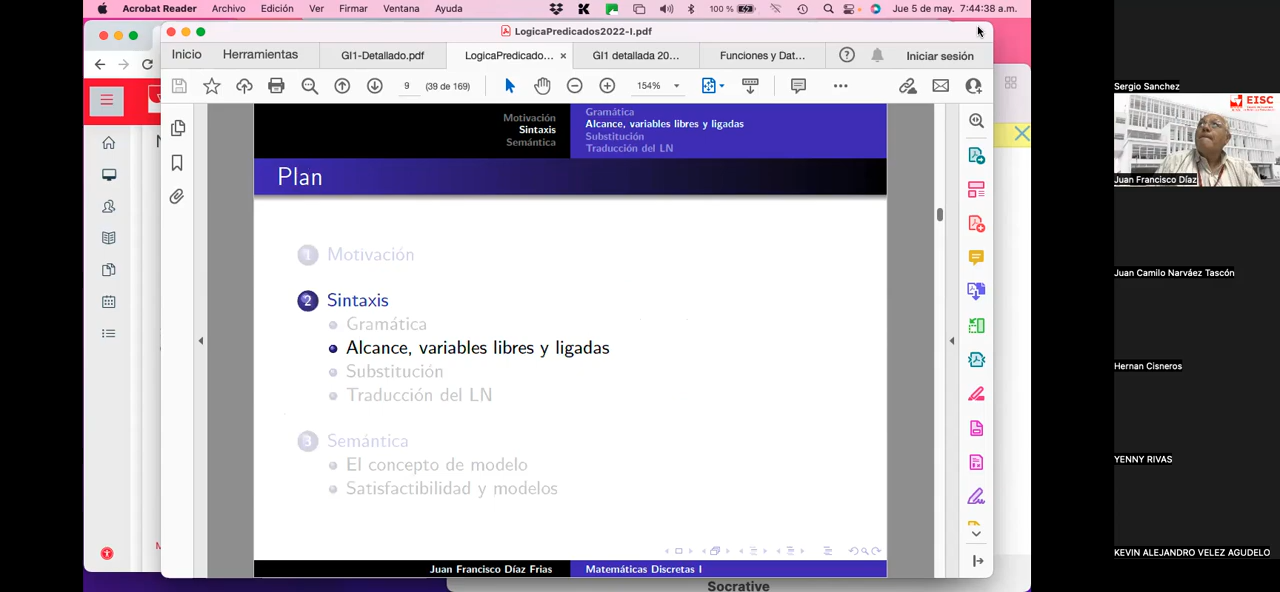 Acrobat Reader Archivo Edición Ver Firmar Ventana Ayuda 100 % Jue 5 de may. 7:44:38 a.m.
LogicaPredicados2022-I.pdf
Inicio Herramientas GI1-Detallado.pdf LogicaPredicado... × GI1 detallada 20... Funciones y Dat... Iniciar sesión
9 (39 de 169) 154%
Motivación
Sintaxis
Semántica
Gramática
Alcance, variables libres y ligadas
Substitución
Traducción del LN
Plan
1 Motivación
2 Sintaxis
Gramática
Alcance, variables libres y ligadas
Substitución
Traducción del LN
3 Semántica
El concepto de modelo
Satisfactibilidad y modelos
Juan Francisco Díaz Frias Matemáticas Discretas I
Socrative
Sergio Sanchez
EISC
Juan Francisco Díaz
Juan Camilo Narváez Tascón
Hernan Cisneros
YENNY RIVAS
KEVIN ALEJANDRO VELEZ AGUDELO